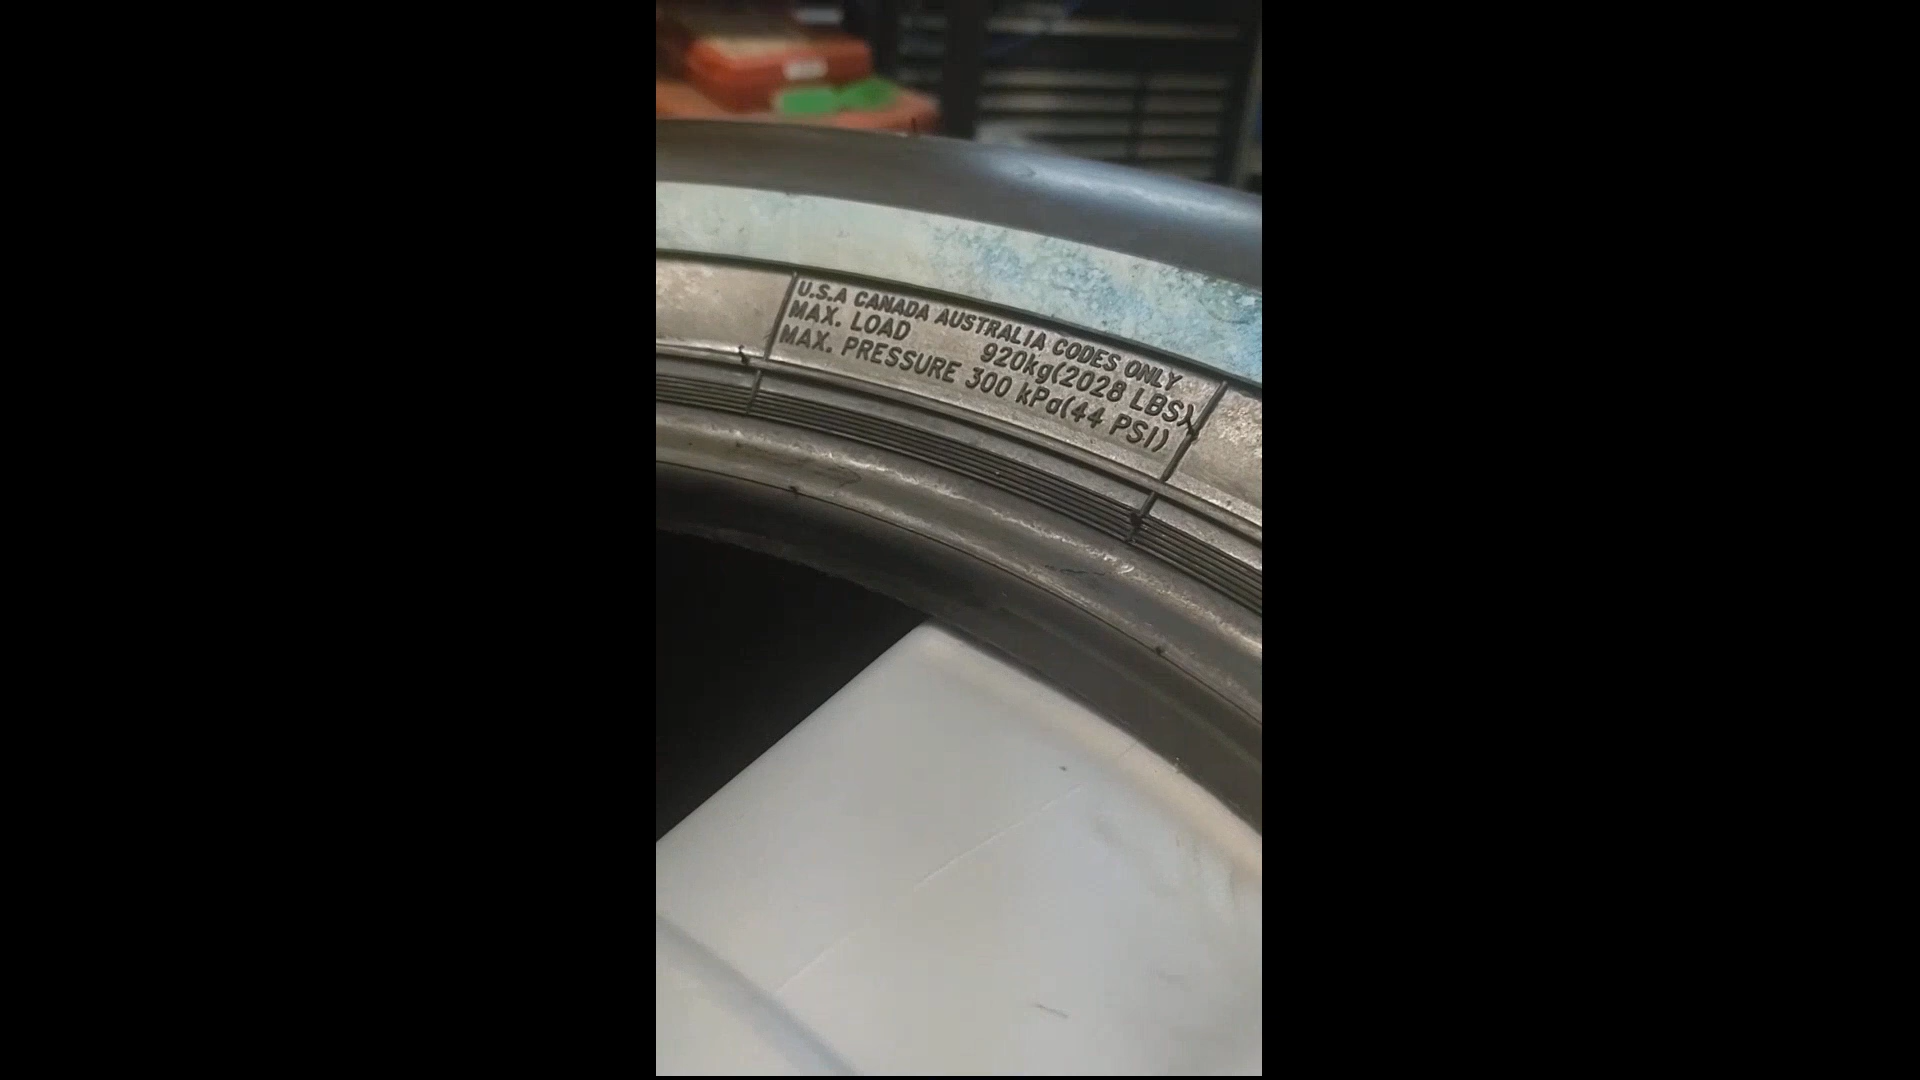 U.S.A CANADA AUSTRALIA CODES ONLY
MAX. LOAD 920kg(2028 LBS)
MAX. PRESSURE 300 kPa(44 PSI)